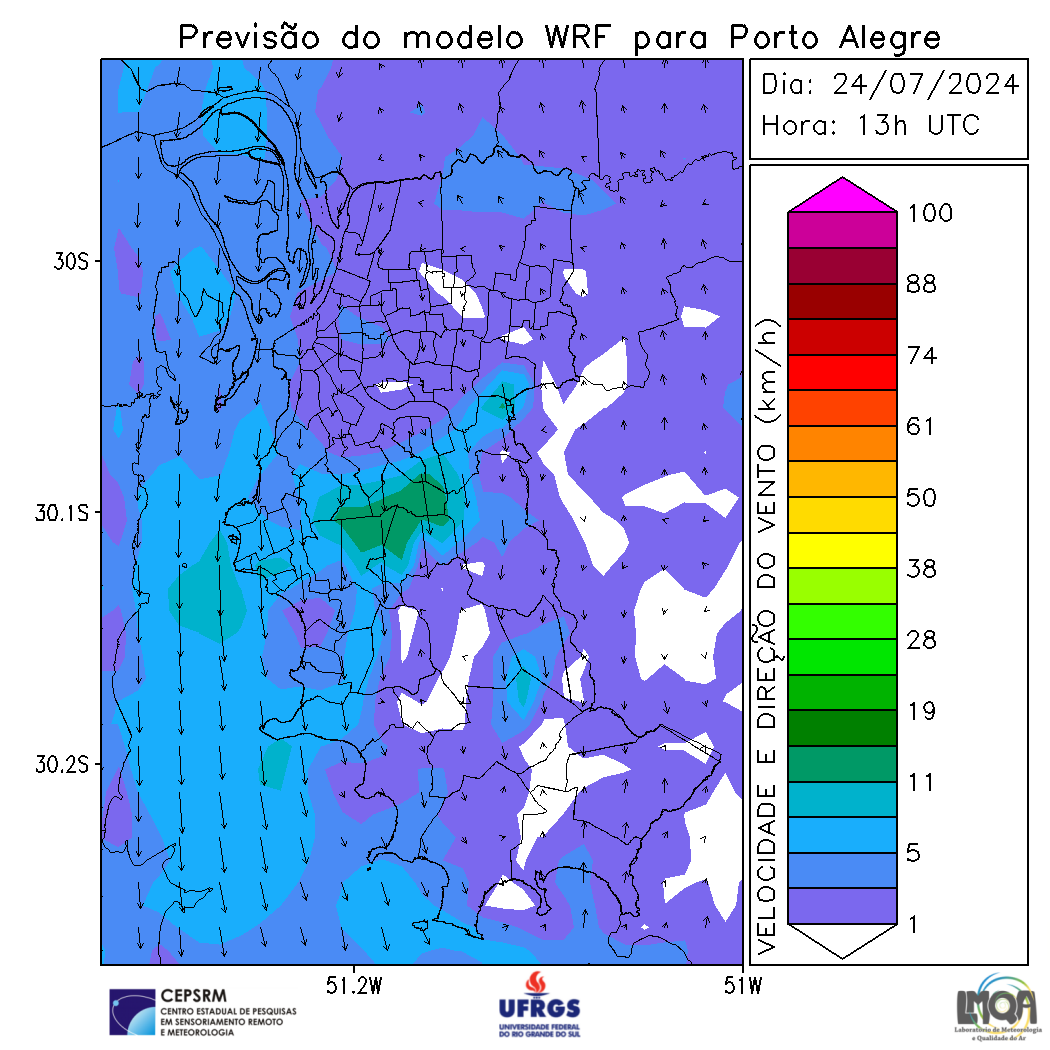 Previsão do modelo WRF para Porto Alegre
Dia: 24/07/2024
Hora: 13h UTC
30S
30.1S
30.2S
51.2W
51W
VELOCIDADE E DIREÇÃO DO VENTO (km/h)
100
88
74
61
50
38
28
19
11
5
1
CEPSRM
CENTRO ESTADUAL DE PESQUISAS
EM SENSORIAMENTO REMOTO
E METEOROLOGIA
UFRGS
UNIVERSIDADE FEDERAL
DO RIO GRANDE DO SUL
LMQA
Laboratório de Meteorologia
e Qualidade do Ar